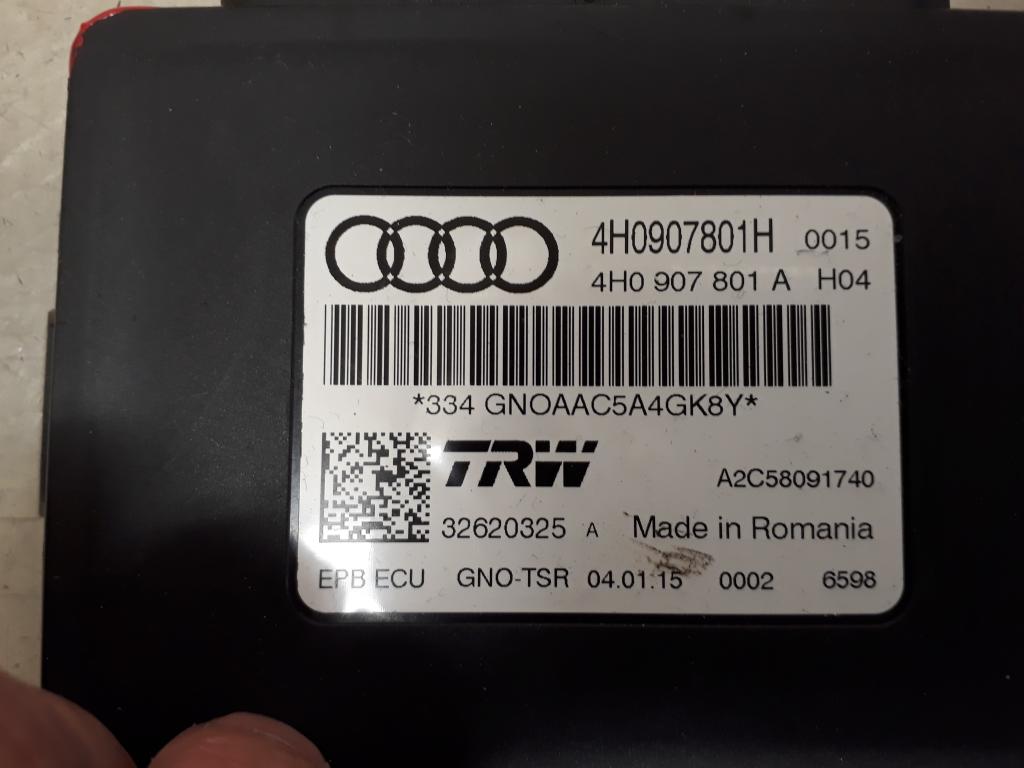 4H0907801H 0015
4H0 907 801 A H04
*334 GNOAAC5A4GK8Y*
TRW A2C58091740
32620325 A Made in Romania
EPB ECU GNO-TSR 04.01.15 0002 6598